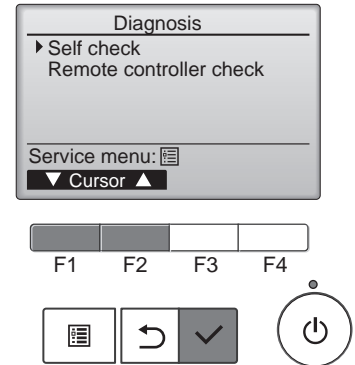 Diagnosis
Self check
Remote controller check
Service menu:
▼ Cursor ▲
F1 F2 F3 F4